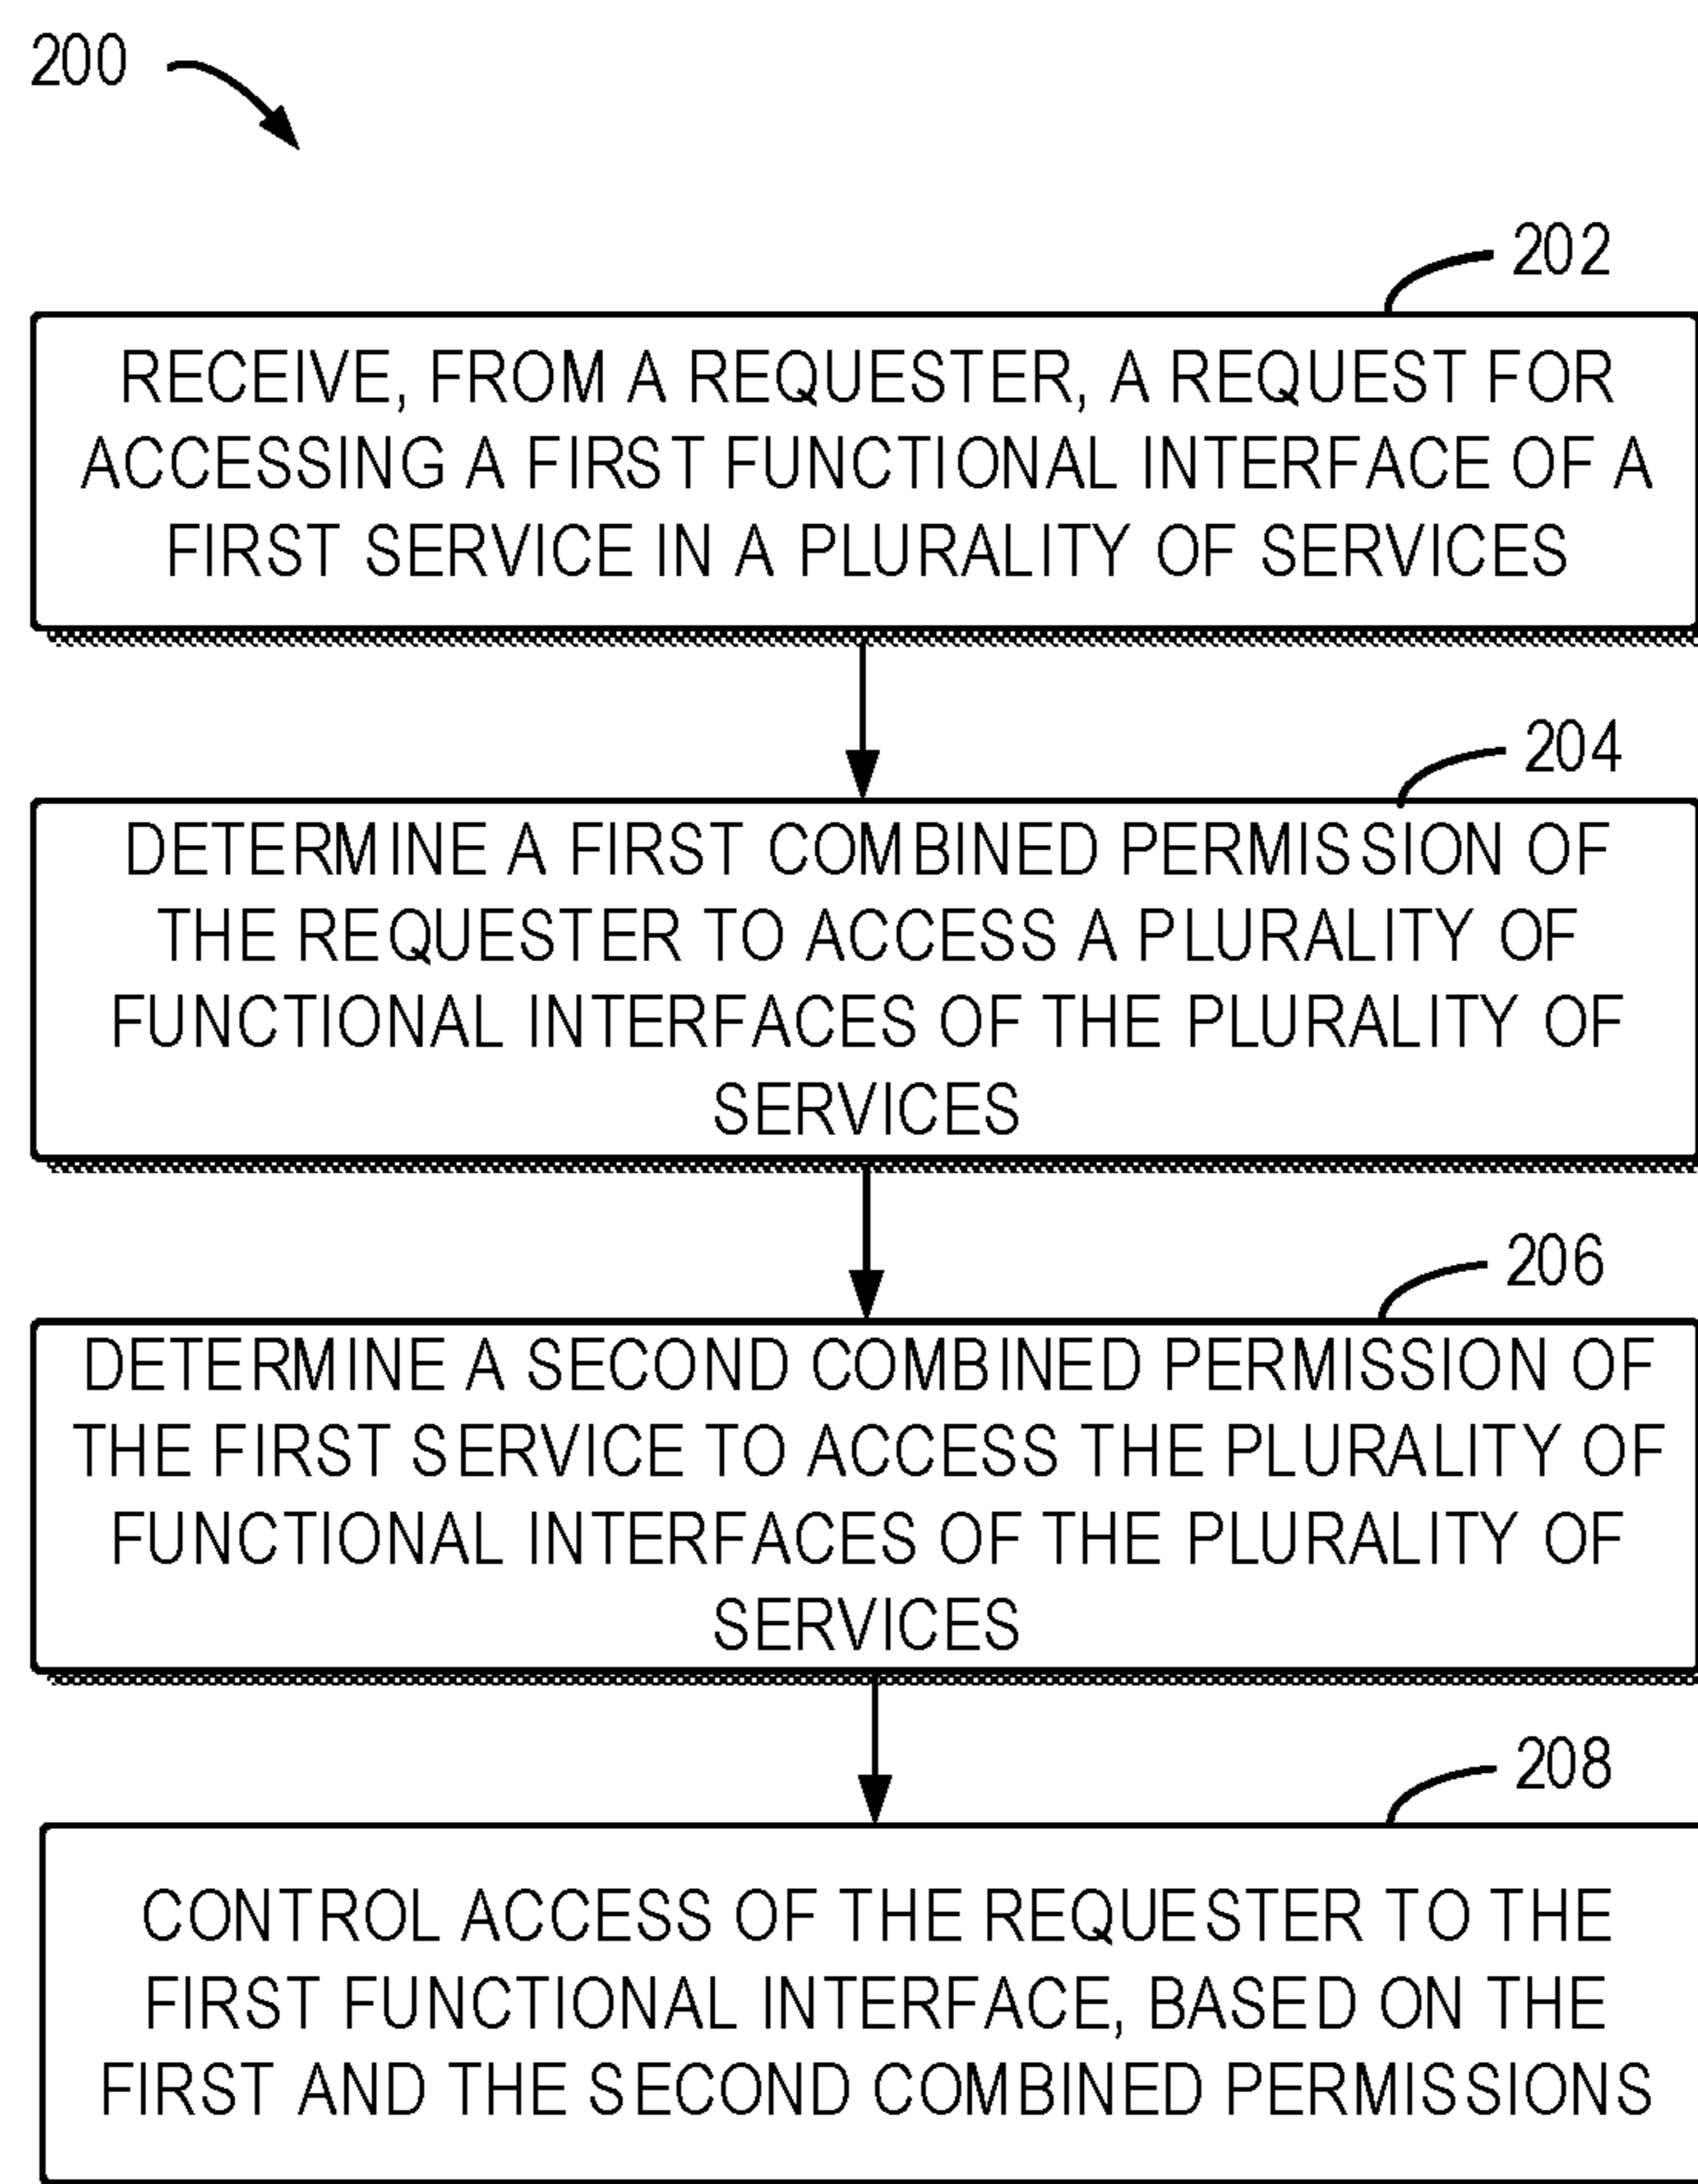 200
202
RECEIVE, FROM A REQUESTER, A REQUEST FOR
ACCESSING A FIRST FUNCTIONAL INTERFACE OF A
FIRST SERVICE IN A PLURALITY OF SERVICES
204
DETERMINE A FIRST COMBINED PERMISSION OF
THE REQUESTER TO ACCESS A PLURALITY OF
FUNCTIONAL INTERFACES OF THE PLURALITY OF
SERVICES
206
DETERMINE A SECOND COMBINED PERMISSION OF
THE FIRST SERVICE TO ACCESS THE PLURALITY OF
FUNCTIONAL INTERFACES OF THE PLURALITY OF
SERVICES
208
CONTROL ACCESS OF THE REQUESTER TO THE
FIRST FUNCTIONAL INTERFACE, BASED ON THE
FIRST AND THE SECOND COMBINED PERMISSIONS